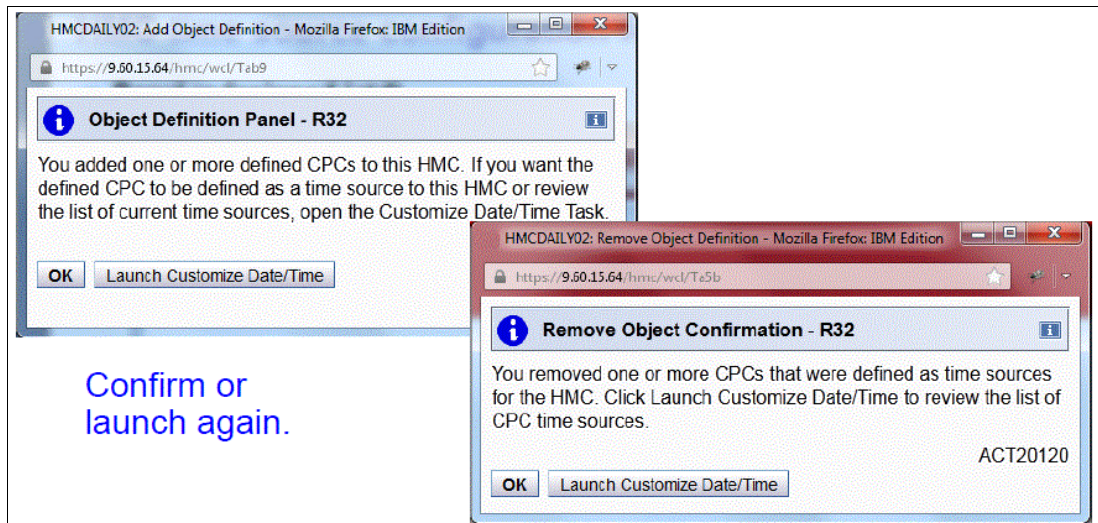 HMCDAILY02: Add Object Definition - Mozilla Firefox: IBM Edition
https://9.60.15.64/hmc/wcl/Tab9
Object Definition Panel - R32
You added one or more defined CPCs to this HMC. If you want the
defined CPC to be defined as a time source to this HMC or review
the list of current time sources, open the Customize Date/Time Task.
OK Launch Customize Date/Time
HMCDAILY02: Remove Object Definition - Mozilla Firefox: IBM Edition
https://9.60.15.64/hmc/wcl/Ta5b
Remove Object Confirmation - R32
You removed one or more CPCs that were defined as time sources
for the HMC. Click Launch Customize Date/Time to review the list of
CPC time sources.
ACT20120
OK Launch Customize Date/Time
Confirm or
launch again.